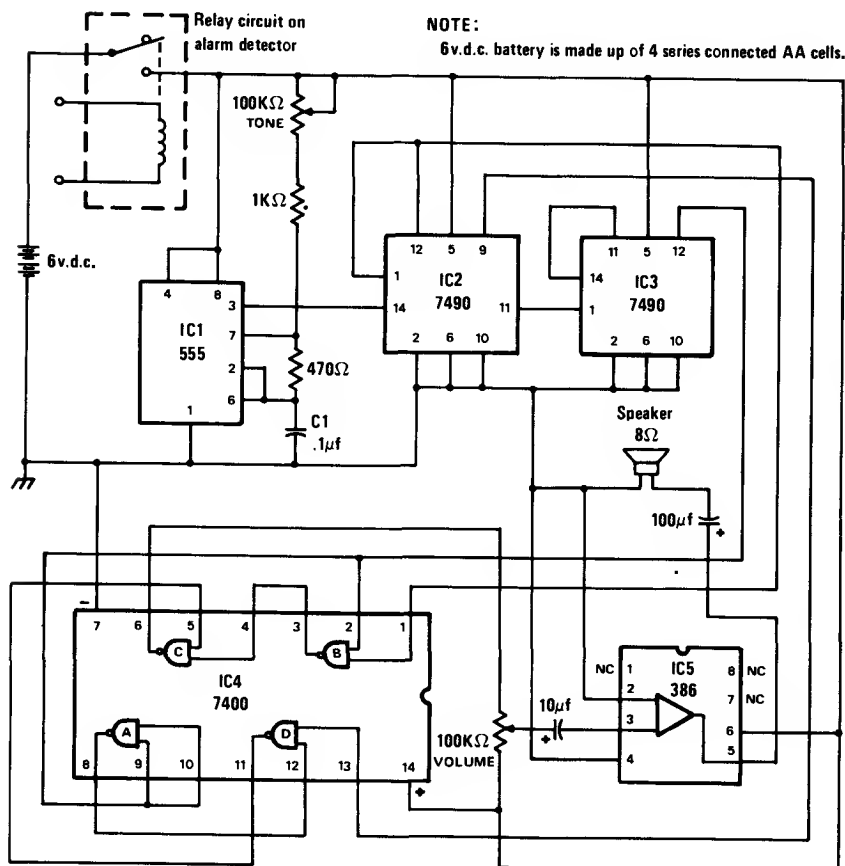 Relay circuit on
alarm detector
NOTE:
6v.d.c. battery is made up of 4 series connected AA cells.
100KΩ
TONE
1KΩ
6v.d.c.
4
8
3
IC1
555
7
2
6
1
470Ω
C1
.1µf
12
5
9
1
IC2
7490
14
11
2
6
10
11
5
12
14
IC3
7490
1
2
6
10
Speaker
8Ω
100µf
+
-
7
6
5
4
3
2
1
C
B
IC4
7400
A
D
8
9
10
11
12
13
14
+
100KΩ
VOLUME
10µf
+
NC
1
IC5
386
8
NC
2
7
NC
3
6
5
4